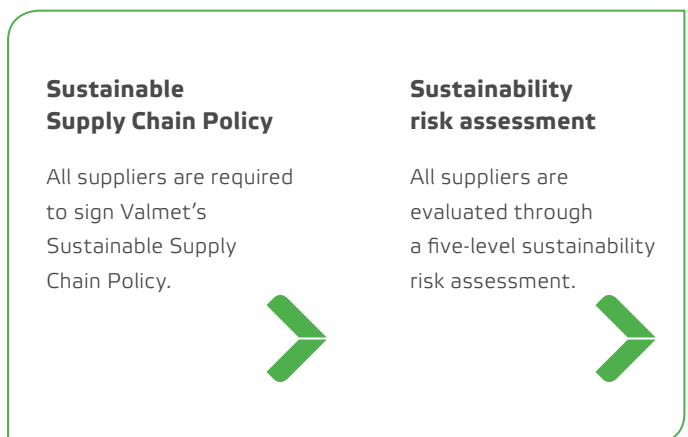 Sustainable
Supply Chain Policy
All suppliers are required
to sign Valmet’s
Sustainable Supply
Chain Policy.
Sustainability
risk assessment
All suppliers are
evaluated through
a five-level sustainability
risk assessment.